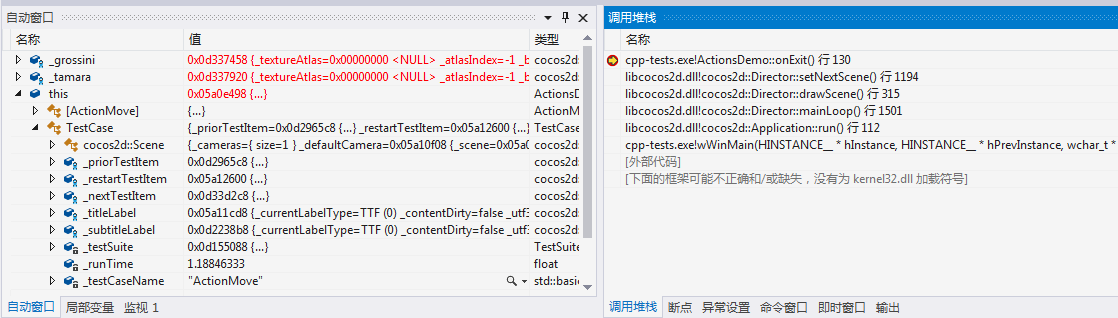 自动窗口
名称 值 类型
_grossini 0x0d337458 {_textureAtlas=0x00000000 <NULL> _atlasIndex=-1 _b cocos2d:
_tamara 0x0d337920 {_textureAtlas=0x00000000 <NULL> _atlasIndex=-1 _b cocos2d:
this 0x05a0e498 {...} ActionsD
[ActionMove] {...} ActionM
TestCase {_priorTestItem=0x0d2965c8 {...} _restartTestItem=0x05a12600 TestCase
cocos2d::Scene {_cameras={ size=1 } _defaultCamera=0x05a10f08 {_scene=0x05a0 cocos2d:
_priorTestItem 0x0d2965c8 {...} cocos2d:
_restartTestItem 0x05a12600 {...} cocos2d:
_nextTestItem 0x0d33d2c8 {...} cocos2d:
_titleLabel 0x05a11cd8 {_currentLabelType=TTF (0) _contentDirty=false _utf3 cocos2d:
_subtitleLabel 0x0d2238b8 {_currentLabelType=TTF (0) _contentDirty=false _utf3 cocos2d:
_testSuite 0x0d155088 {...} TestSuite
_runTime 1.18846333 float
_testCaseName "ActionMove" std::basic
自动窗口 局部变量 监视 1
调用堆栈
名称
cpp-tests.exe!ActionsDemo::onExit() 行 130
libcocos2d.dll!cocos2d::Director::setNextScene() 行 1194
libcocos2d.dll!cocos2d::Director::drawScene() 行 315
libcocos2d.dll!cocos2d::Director::mainLoop() 行 1501
libcocos2d.dll!cocos2d::Application::run() 行 112
cpp-tests.exe!wWinMain(HINSTANCE__ * hInstance, HINSTANCE__ * hPrevInstance, wchar_t *
[外部代码]
[下面的框架可能不正确和/或缺失，没有为 kernel32.dll 加载符号]
调用堆栈 断点 异常设置 命令窗口 即时窗口 输出